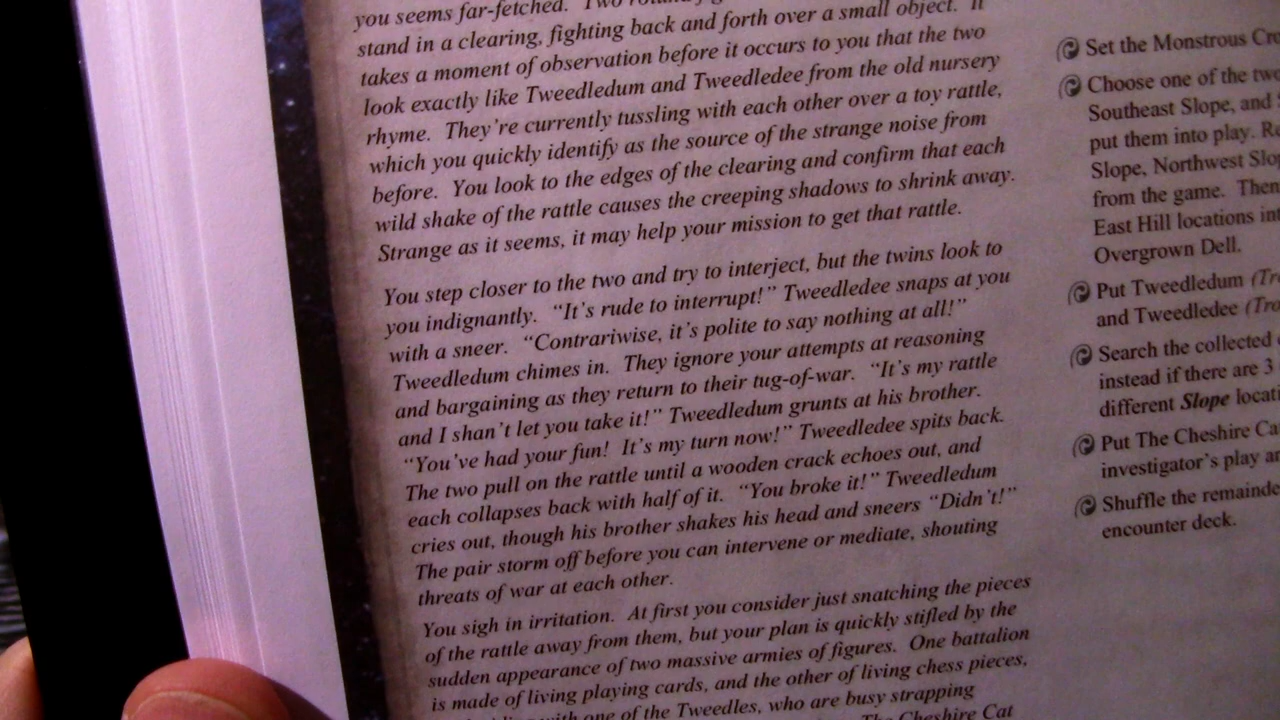 you seems far-fetched. Two
stand in a clearing, fighting back and forth over a small object. It
takes a moment of observation before it occurs to you that the two
look exactly like Tweedledum and Tweedledee from the old nursery
rhyme. They're currently tussling with each other over a toy rattle,
which you quickly identify as the source of the strange noise from
before. You look to the edges of the clearing and confirm that each
wild shake of the rattle causes the creeping shadows to shrink away.
Strange as it seems, it may help your mission to get that rattle.
You step closer to the two and try to interject, but the twins look to
you indignantly. “It's rude to interrupt!” Tweedledee snaps at you
with a sneer. “Contrariwise, it's polite to say nothing at all!”
Tweedledum chimes in. They ignore your attempts at reasoning
and bargaining as they return to their tug-of-war. “It's my rattle
and I shan't let you take it!” Tweedledum grunts at his brother.
“You've had your fun! It's my turn now!” Tweedledee spits back.
The two pull on the rattle until a wooden crack echoes out, and
each collapses back with half of it. “You broke it!” Tweedledum
cries out, though his brother shakes his head and sneers “Didn't!”
The pair storm off before you can intervene or mediate, shouting
threats of war at each other.
You sigh in irritation. At first you consider just snatching the pieces
of the rattle away from them, but your plan is quickly stifled by the
sudden appearance of two massive armies of figures. One battalion
is made of living playing cards, and the other of living chess pieces,
with one of the Tweedles, who are busy strapping
The Cheshire Cat
Set the Monstrous
Choose one of the
Southeast Slope, and
put them into play.
Slope, Northwest
from the game. Then
East Hill locations
Overgrown Dell.
Put Tweedledum
and Tweedledee
Search the collected
instead if there are 3
different Slope
Put The Cheshire
investigator's play
Shuffle the
encounter deck.